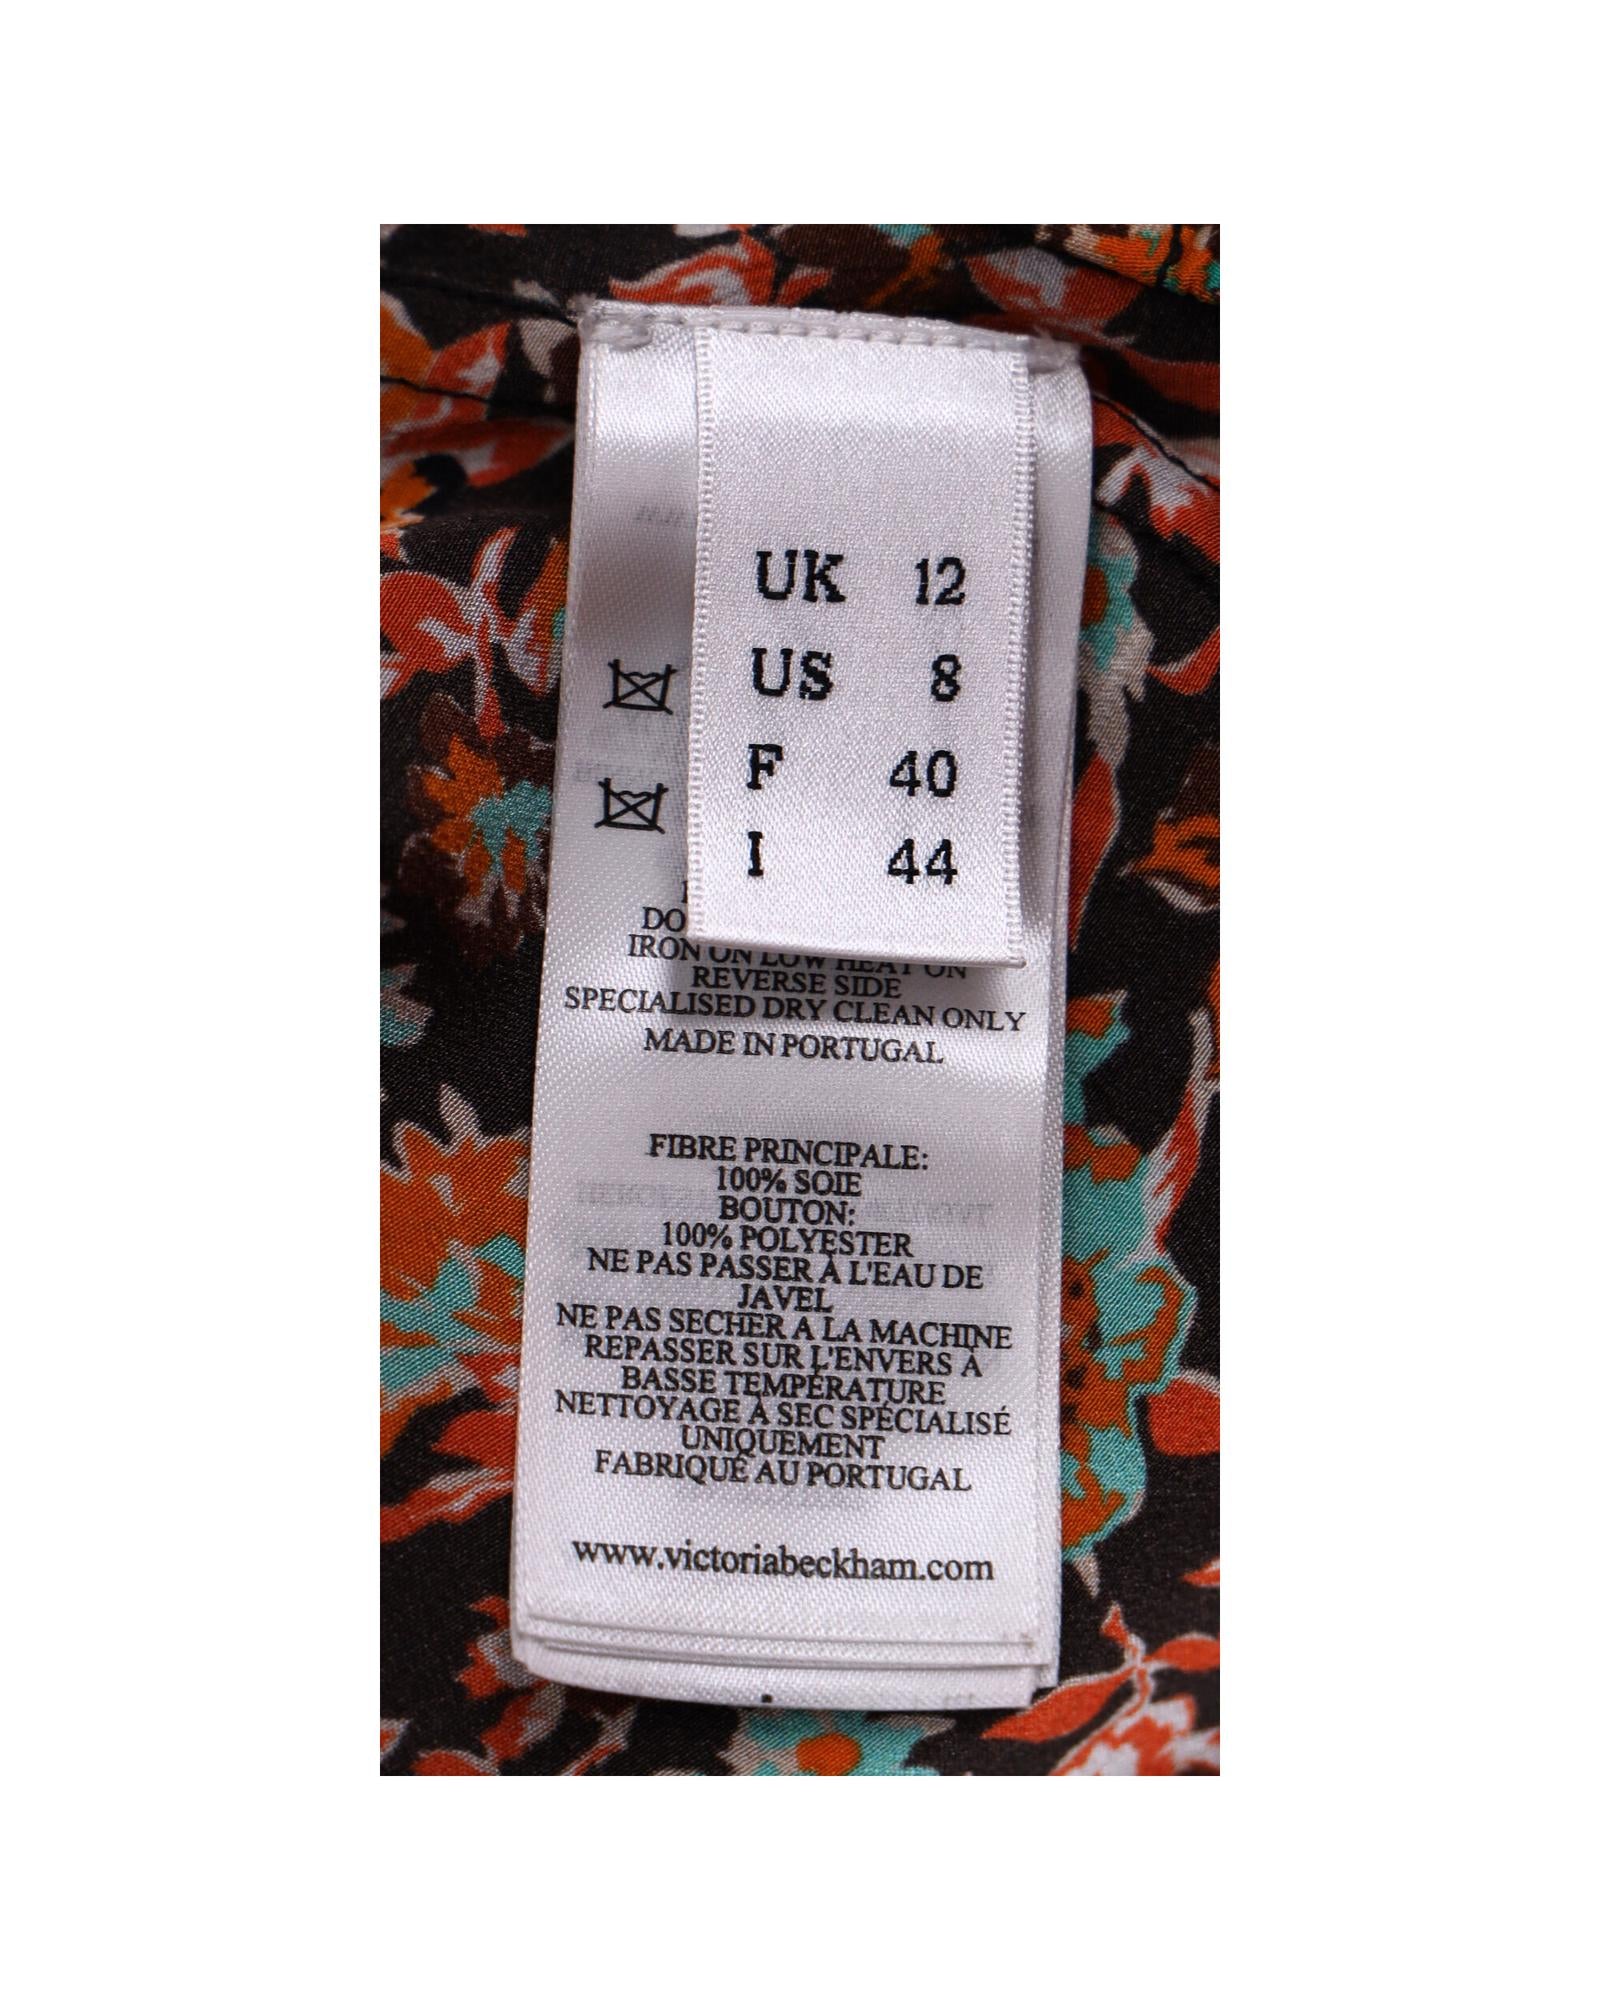 UK 12
US 8
F 40
I 44
DO
IRON ON LOW HEAT ON
REVERSE SIDE
SPECIALISED DRY CLEAN ONLY
MADE IN PORTUGAL
FIBRE PRINCIPALE:
100% SOIE
BOUTON:
100% POLYESTER
NE PAS PASSER À L'EAU DE
JAVEL
NE PAS SECHER A LA MACHINE
REPASSER SUR L'ENVERS À
BASSE TEMPÉRATURE
NETTOYAGE À SEC SPÉCIALISÉ
UNIQUEMENT
FABRIQUÉ AU PORTUGAL
www.victoriabeckham.com